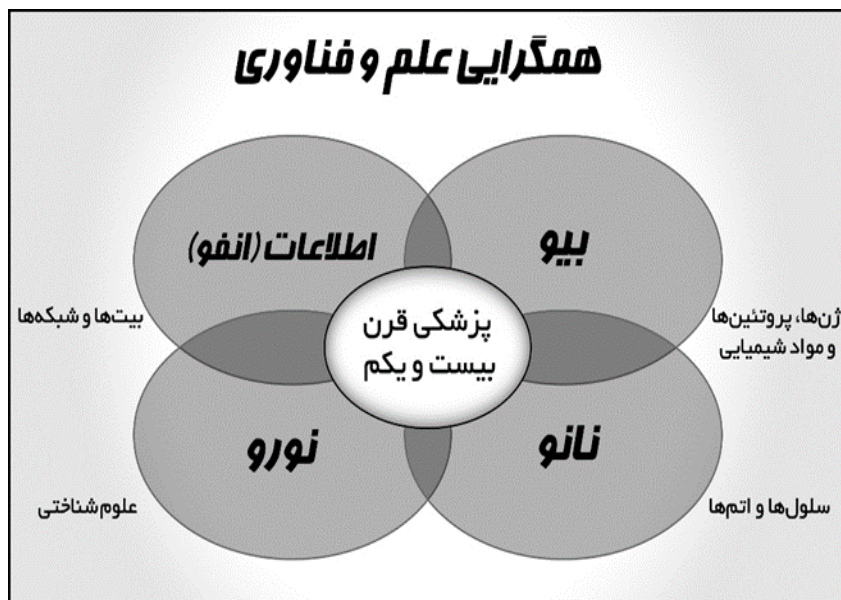 همگرایی علم و فناوری
بیو
اطلاعات (انفو)
ژن‌ها، پروتئین‌ها
و مواد شیمیایی
بیت‌ها و شبکه‌ها
پزشکی قرن
بیست و یکم
نانو
نورو
سلول‌ها و اتم‌ها
علوم شناختی